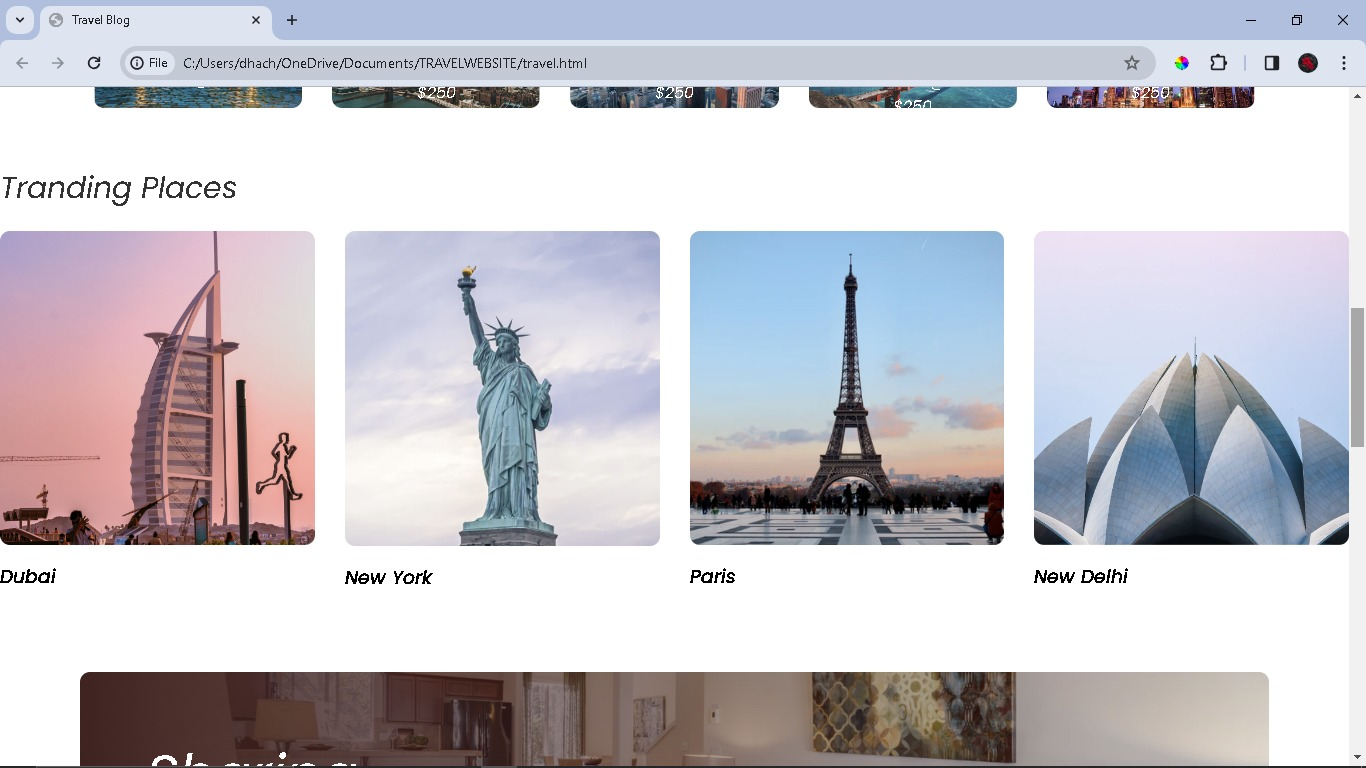 Travel Blog
File C:/Users/dhach/OneDrive/Documents/TRAVELWEBSITE/travel.html
$250 $250 $250 $250
Tranding Places
Dubai New York Paris New Delhi
Sharing